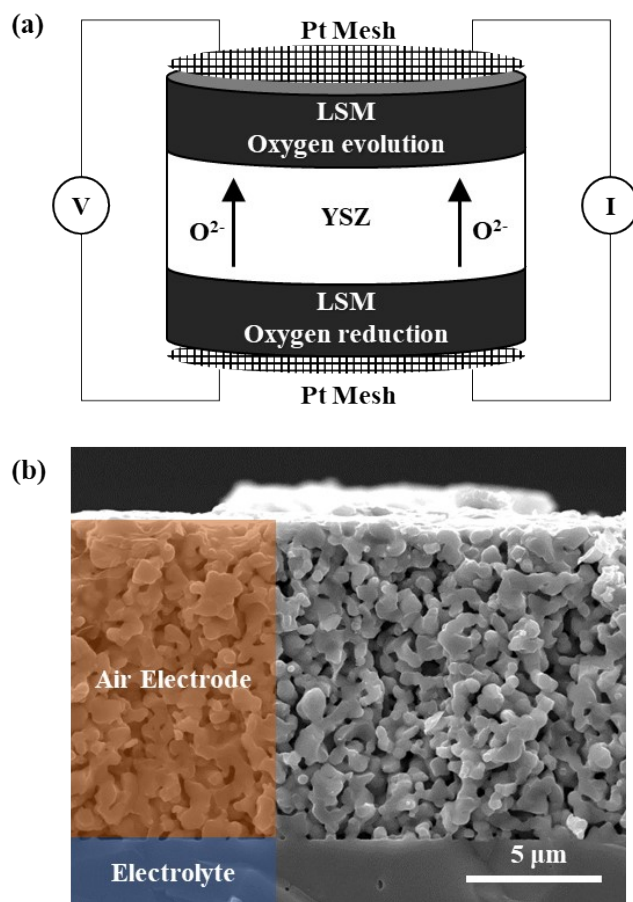 (a)
Pt Mesh
LSM
Oxygen evolution
V
O²⁻
YSZ
O²⁻
I
LSM
Oxygen reduction
Pt Mesh
(b)
Air Electrode
5 μm
Electrolyte